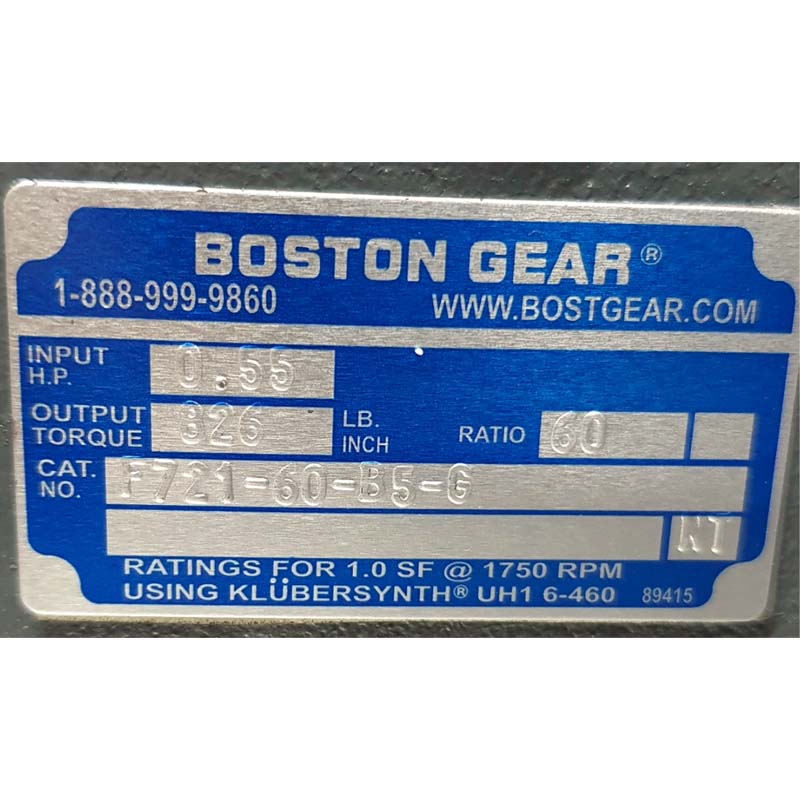 BOSTON GEAR®
1-888-999-9860 WWW.BOSTGEAR.COM
INPUT H.P. 0.55
OUTPUT TORQUE 826 LB. INCH RATIO 60
CAT. NO. F721-60-B5-G
NT
RATINGS FOR 1.0 SF @ 1750 RPM
USING KLÜBERSYNTH® UH1 6-460 89415